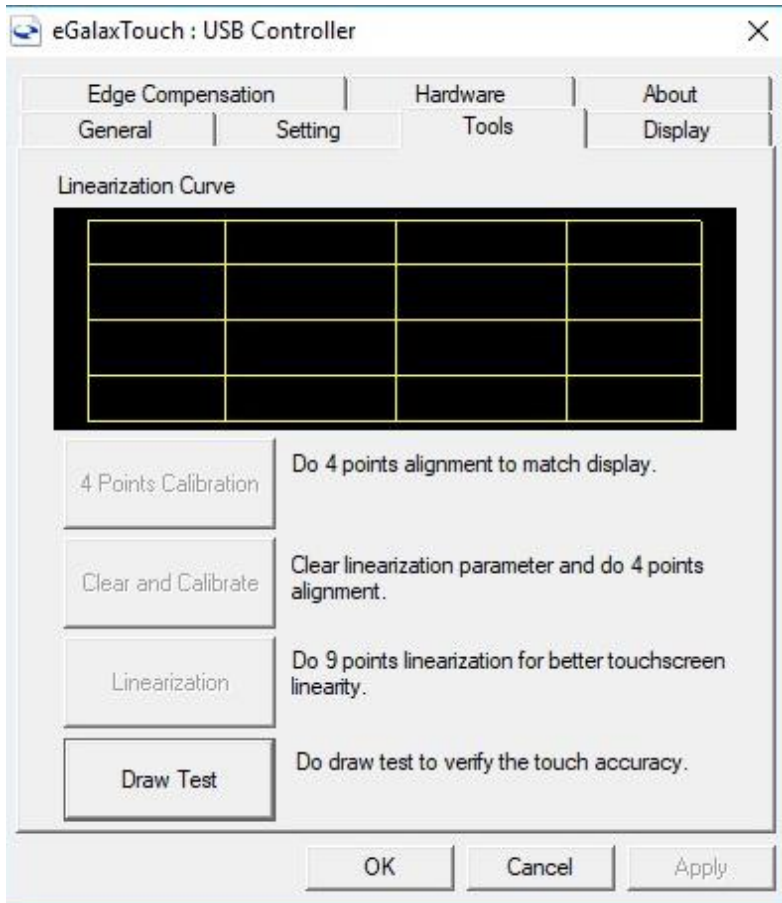 eGalaxTouch : USB Controller
Edge Compensation Hardware About
General Setting Tools Display
Linearization Curve
4 Points Calibration
Do 4 points alignment to match display.
Clear and Calibrate
Clear linearization parameter and do 4 points
alignment.
Linearization
Do 9 points linearization for better touchscreen
linearity.
Draw Test
Do draw test to verify the touch accuracy.
OK Cancel Apply